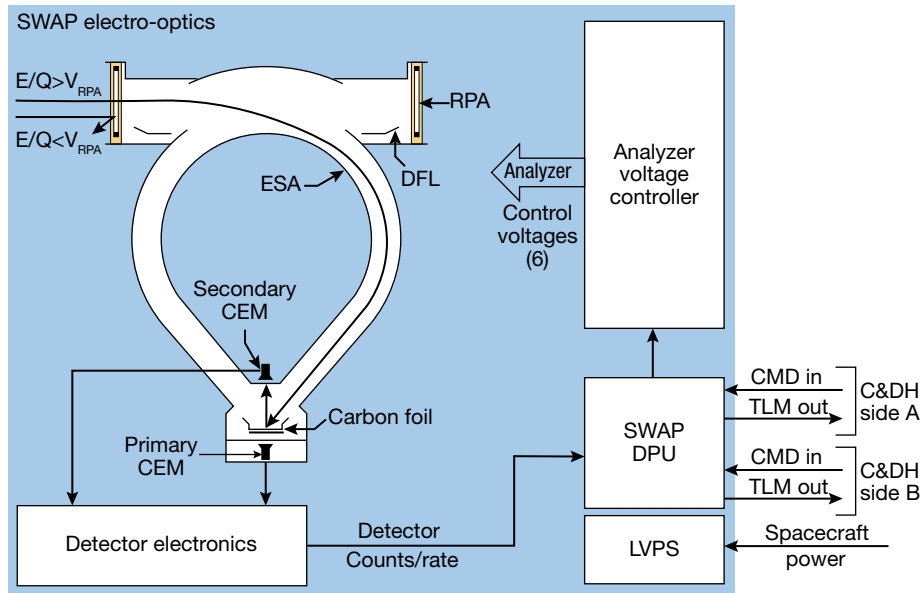 SWAP electro-optics
E/Q>V_RPA
E/Q<V_RPA
RPA
DFL
ESA
Analyzer
Control
voltages
(6)
Analyzer
voltage
controller
Secondary
CEM
Carbon foil
Primary
CEM
SWAP
DPU
CMD in
TLM out
C&DH
side A
CMD in
TLM out
C&DH
side B
Detector electronics
Detector
Counts/rate
LVPS
Spacecraft
power